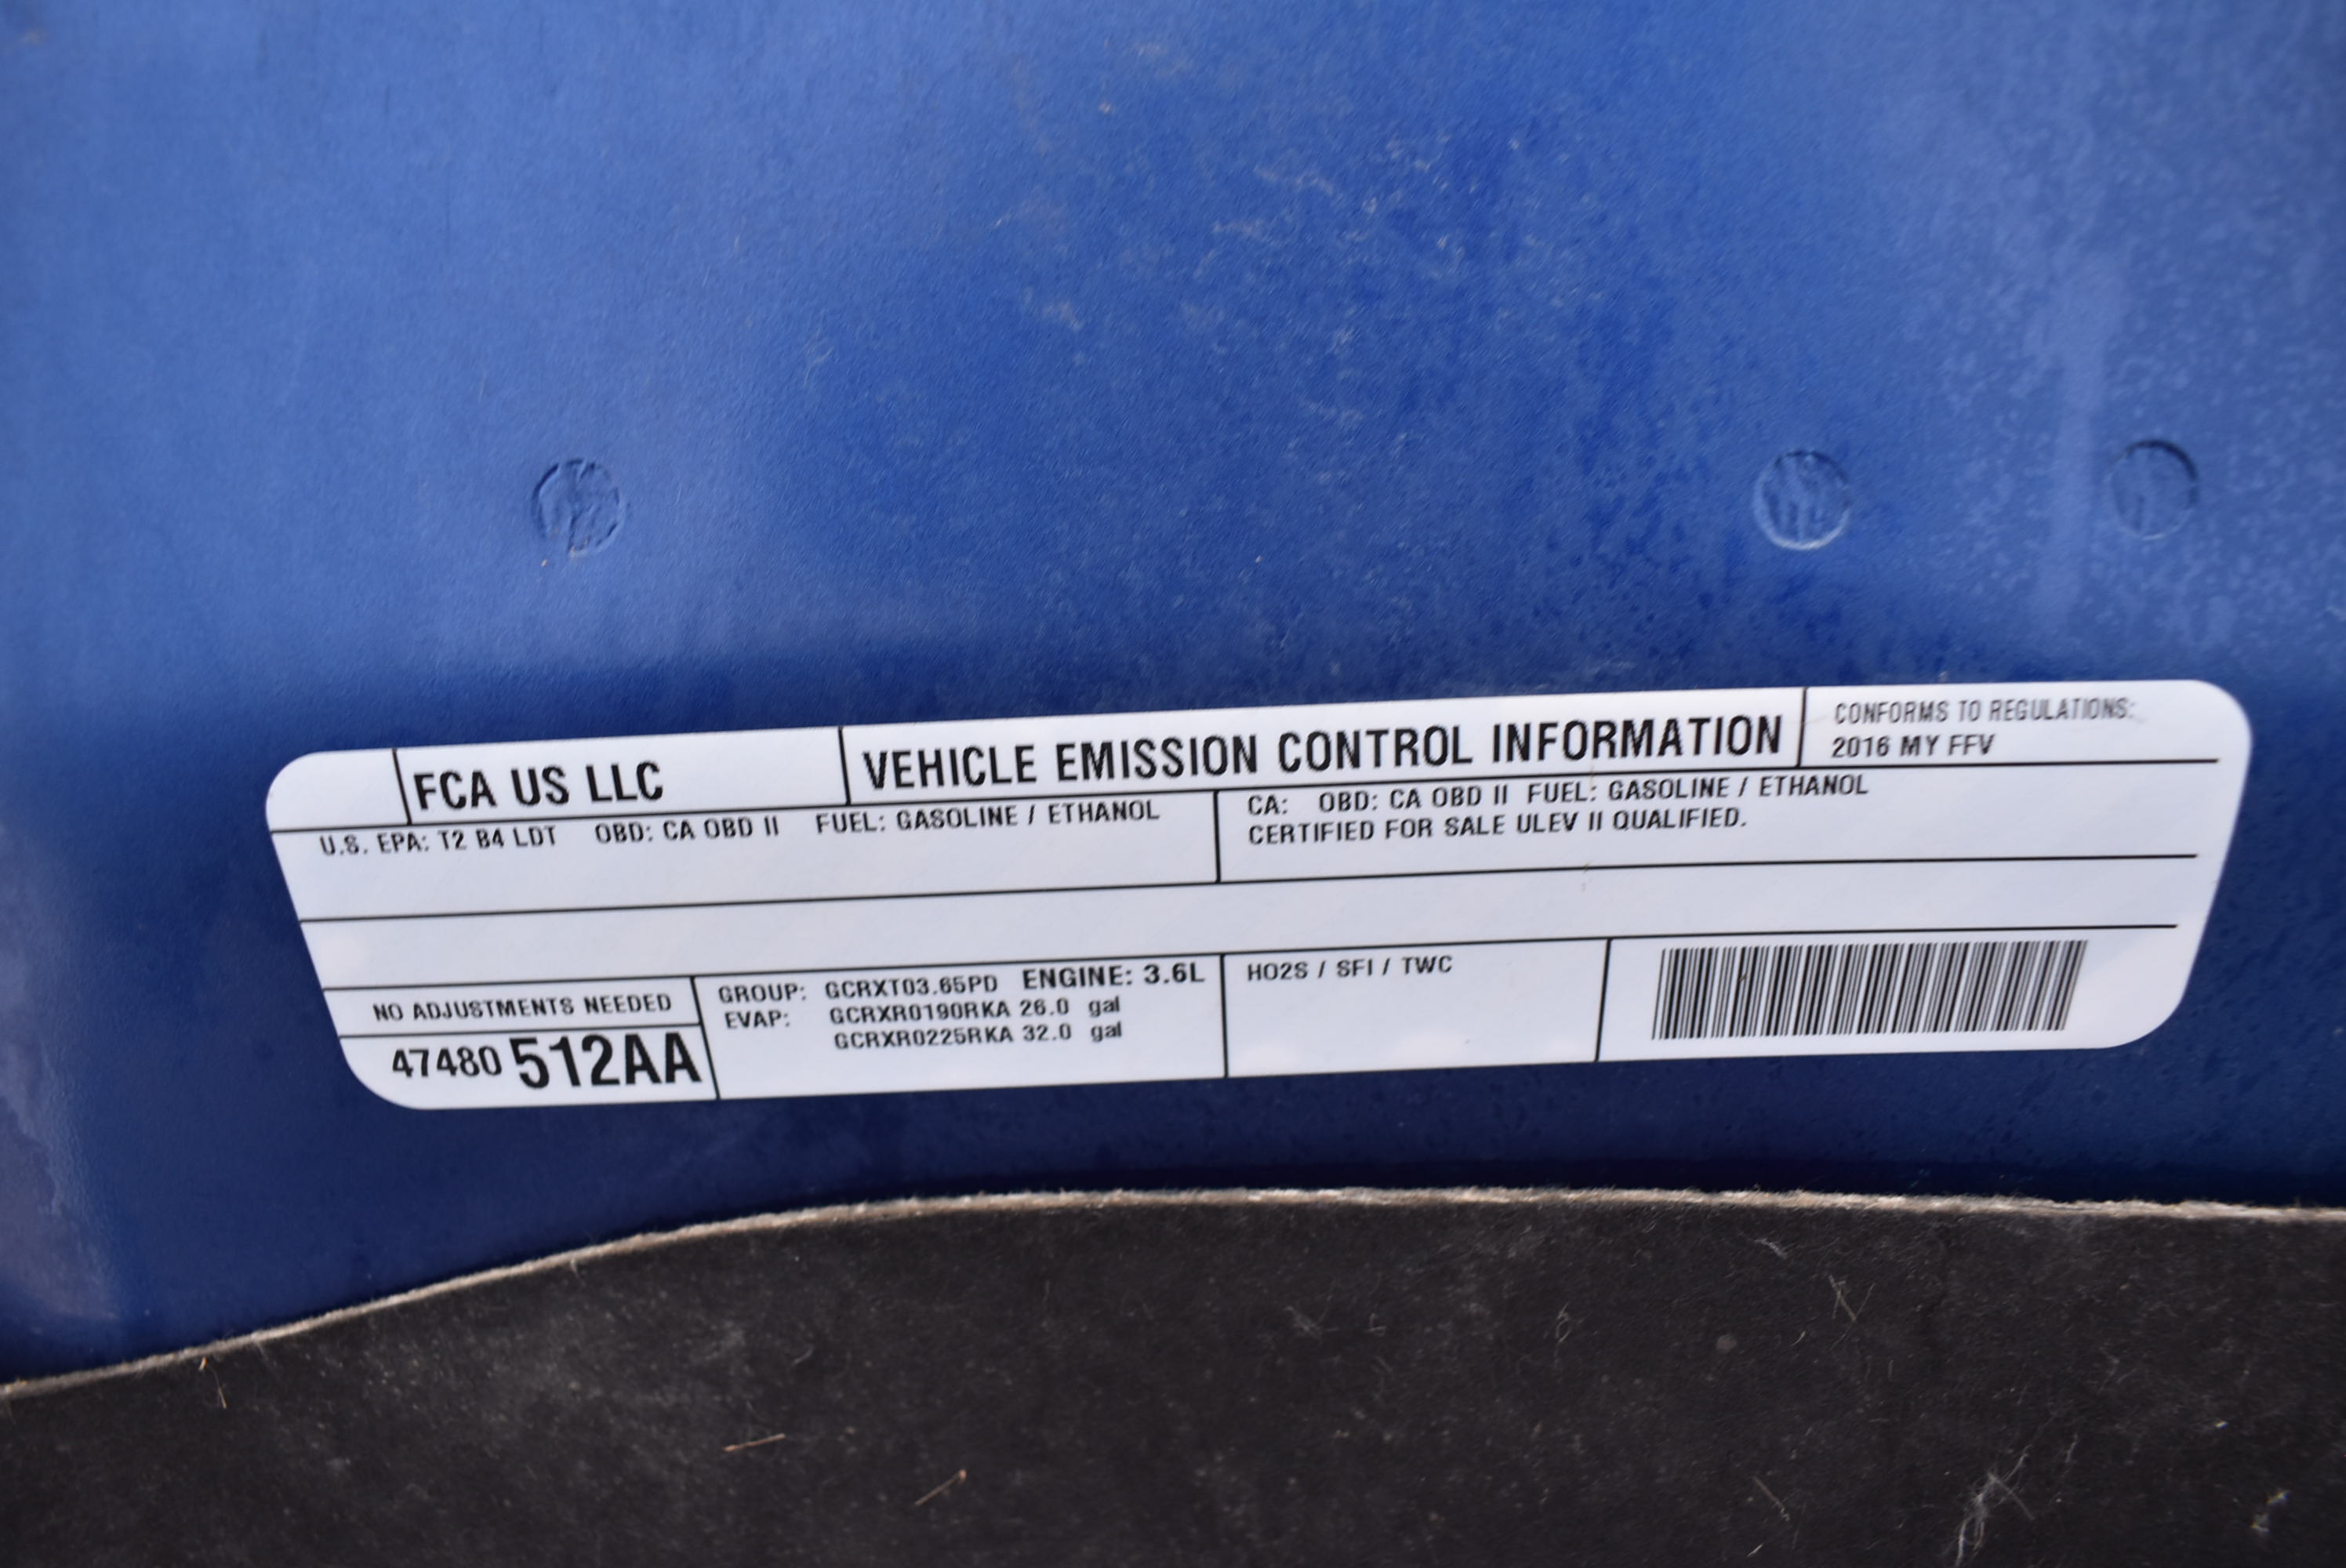 FCA US LLC
VEHICLE EMISSION CONTROL INFORMATION
CONFORMS TO REGULATIONS:
2016 MY FFV
U.S. EPA: T2 B4 LDT OBD: CA OBD II FUEL: GASOLINE / ETHANOL
CA: OBD: CA OBD II FUEL: GASOLINE / ETHANOL
CERTIFIED FOR SALE ULEV II QUALIFIED.
NO ADJUSTMENTS NEEDED
47480 512AA
GROUP: GCRXT03.65PD ENGINE: 3.6L
EVAP: GCRXR0190RKA 26.0 gal
GCRXR0225RKA 32.0 gal
HO2S / SFI / TWC